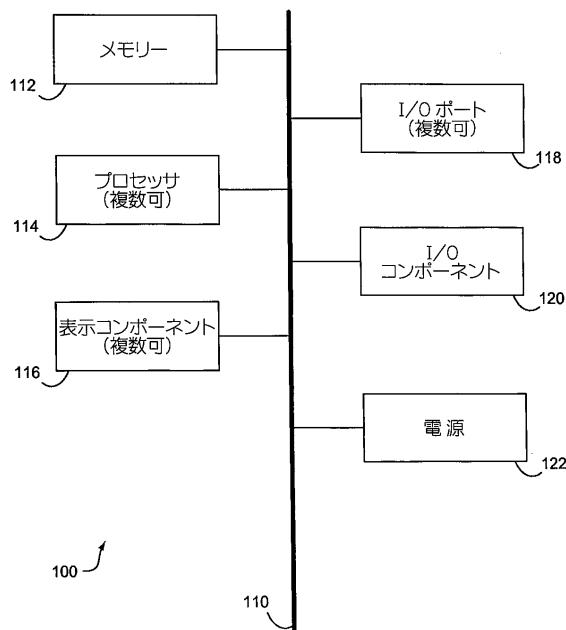 メモリー
112
I/O ポート
(複数可)
118
プロセッサ
(複数可)
114
I/O
コンポーネント
120
表示コンポーネント
(複数可)
116
電源
122
100
110